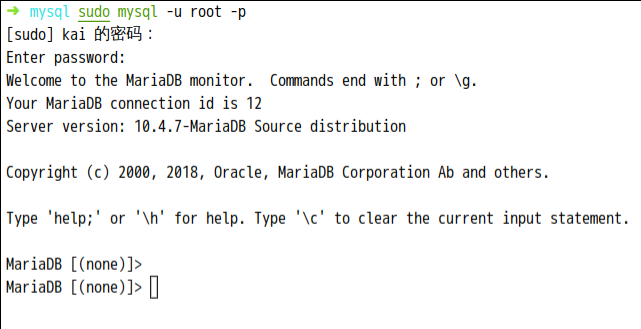 ➜ mysql sudo mysql -u root -p
[sudo] kai 的密码：
Enter password:
Welcome to the MariaDB monitor.  Commands end with ; or \g.
Your MariaDB connection id is 12
Server version: 10.4.7-MariaDB Source distribution
Copyright (c) 2000, 2018, Oracle, MariaDB Corporation Ab and others.
Type 'help;' or '\h' for help. Type '\c' to clear the current input statement.
MariaDB [(none)]>
MariaDB [(none)]>